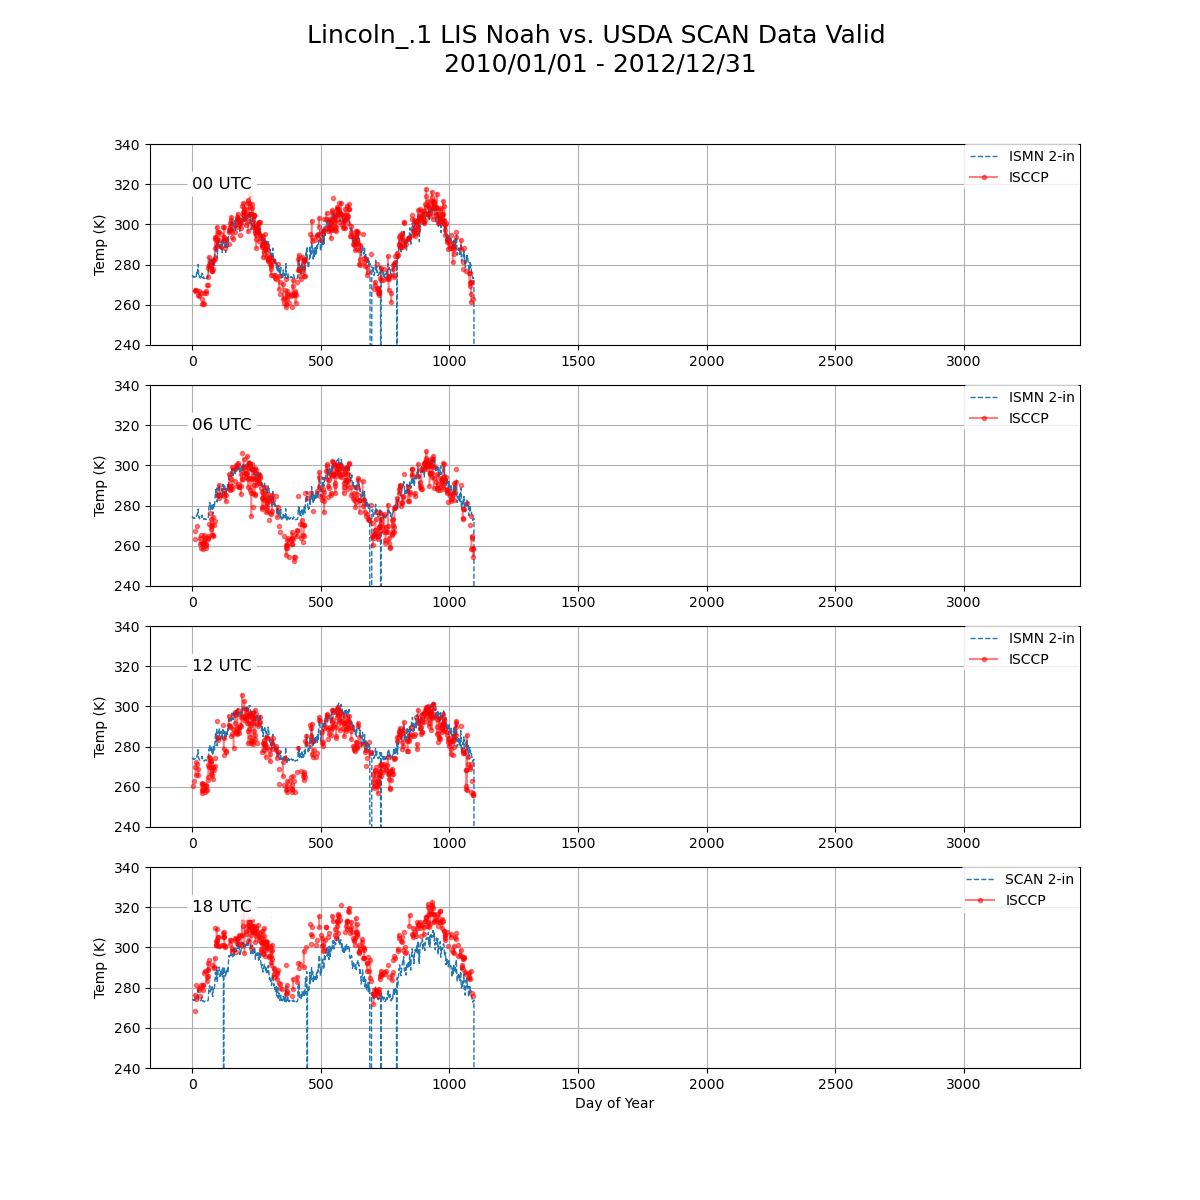 Lincoln_.1 LIS Noah vs. USDA SCAN Data Valid
2010/01/01 - 2012/12/31
340
320
300
280
260
240
Temp (K)
00 UTC
ISMN 2-in
ISCCP
0 500 1000 1500 2000 2500 3000
340
320
300
280
260
240
Temp (K)
06 UTC
ISMN 2-in
ISCCP
0 500 1000 1500 2000 2500 3000
340
320
300
280
260
240
Temp (K)
12 UTC
ISMN 2-in
ISCCP
0 500 1000 1500 2000 2500 3000
340
320
300
280
260
240
Temp (K)
18 UTC
SCAN 2-in
ISCCP
0 500 1000 1500 2000 2500 3000
Day of Year